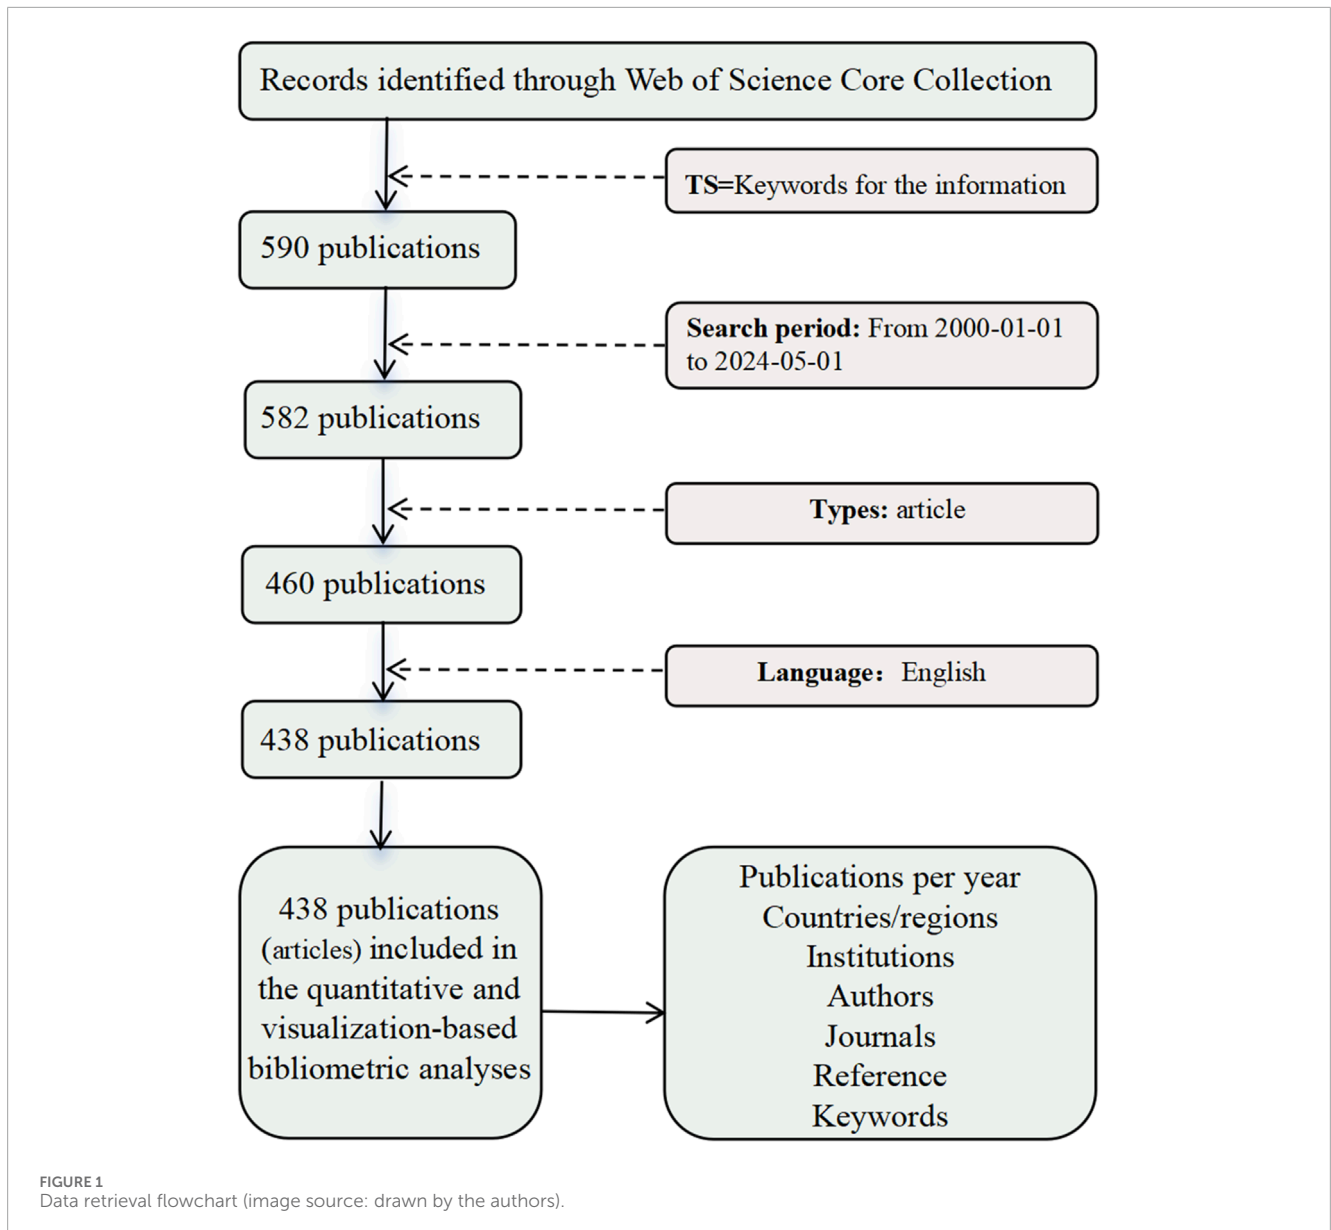 Records identified through Web of Science Core Collection
TS=Keywords for the information
590 publications
Search period: From 2000-01-01
to 2024-05-01
582 publications
Types: article
460 publications
Language： English
438 publications
438 publications
(articles) included in
the quantitative and
visualization-based
bibliometric analyses
Publications per year
Countries/regions
Institutions
Authors
Journals
Reference
Keywords
FIGURE 1
Data retrieval flowchart (image source: drawn by the authors).